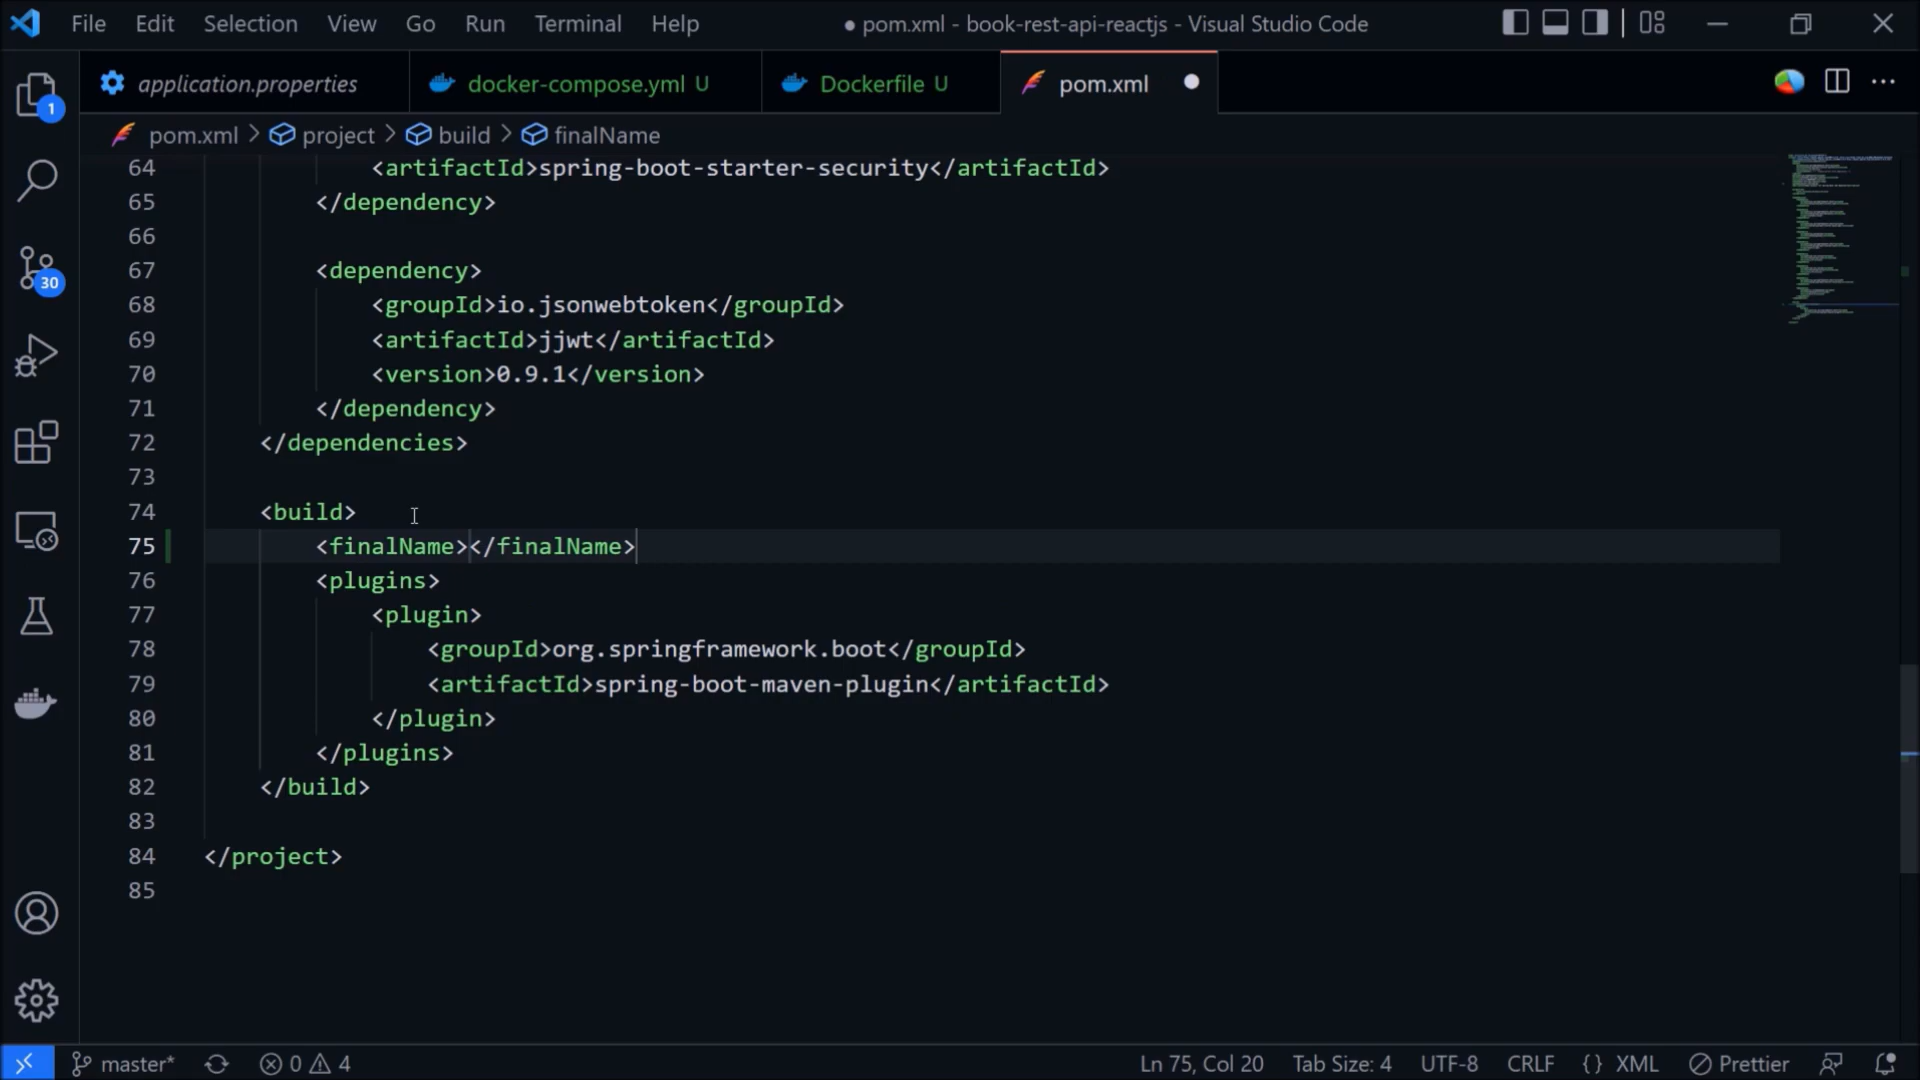 File Edit Selection View Go Run Terminal Help ● pom.xml - book-rest-api-reactjs - Visual Studio Code
application.properties docker-compose.yml U Dockerfile U pom.xml
pom.xml > project > build > finalName
64 <artifactId>spring-boot-starter-security</artifactId>
65 </dependency>
66
67 <dependency>
68 <groupId>io.jsonwebtoken</groupId>
69 <artifactId>jjwt</artifactId>
70 <version>0.9.1</version>
71 </dependency>
72 </dependencies>
73
74 <build>
75 <finalName></finalName>
76 <plugins>
77 <plugin>
78 <groupId>org.springframework.boot</groupId>
79 <artifactId>spring-boot-maven-plugin</artifactId>
80 </plugin>
81 </plugins>
82 </build>
83
84 </project>
85
1
30
master* 0 4 Ln 75, Col 20 Tab Size: 4 UTF-8 CRLF {} XML Prettier